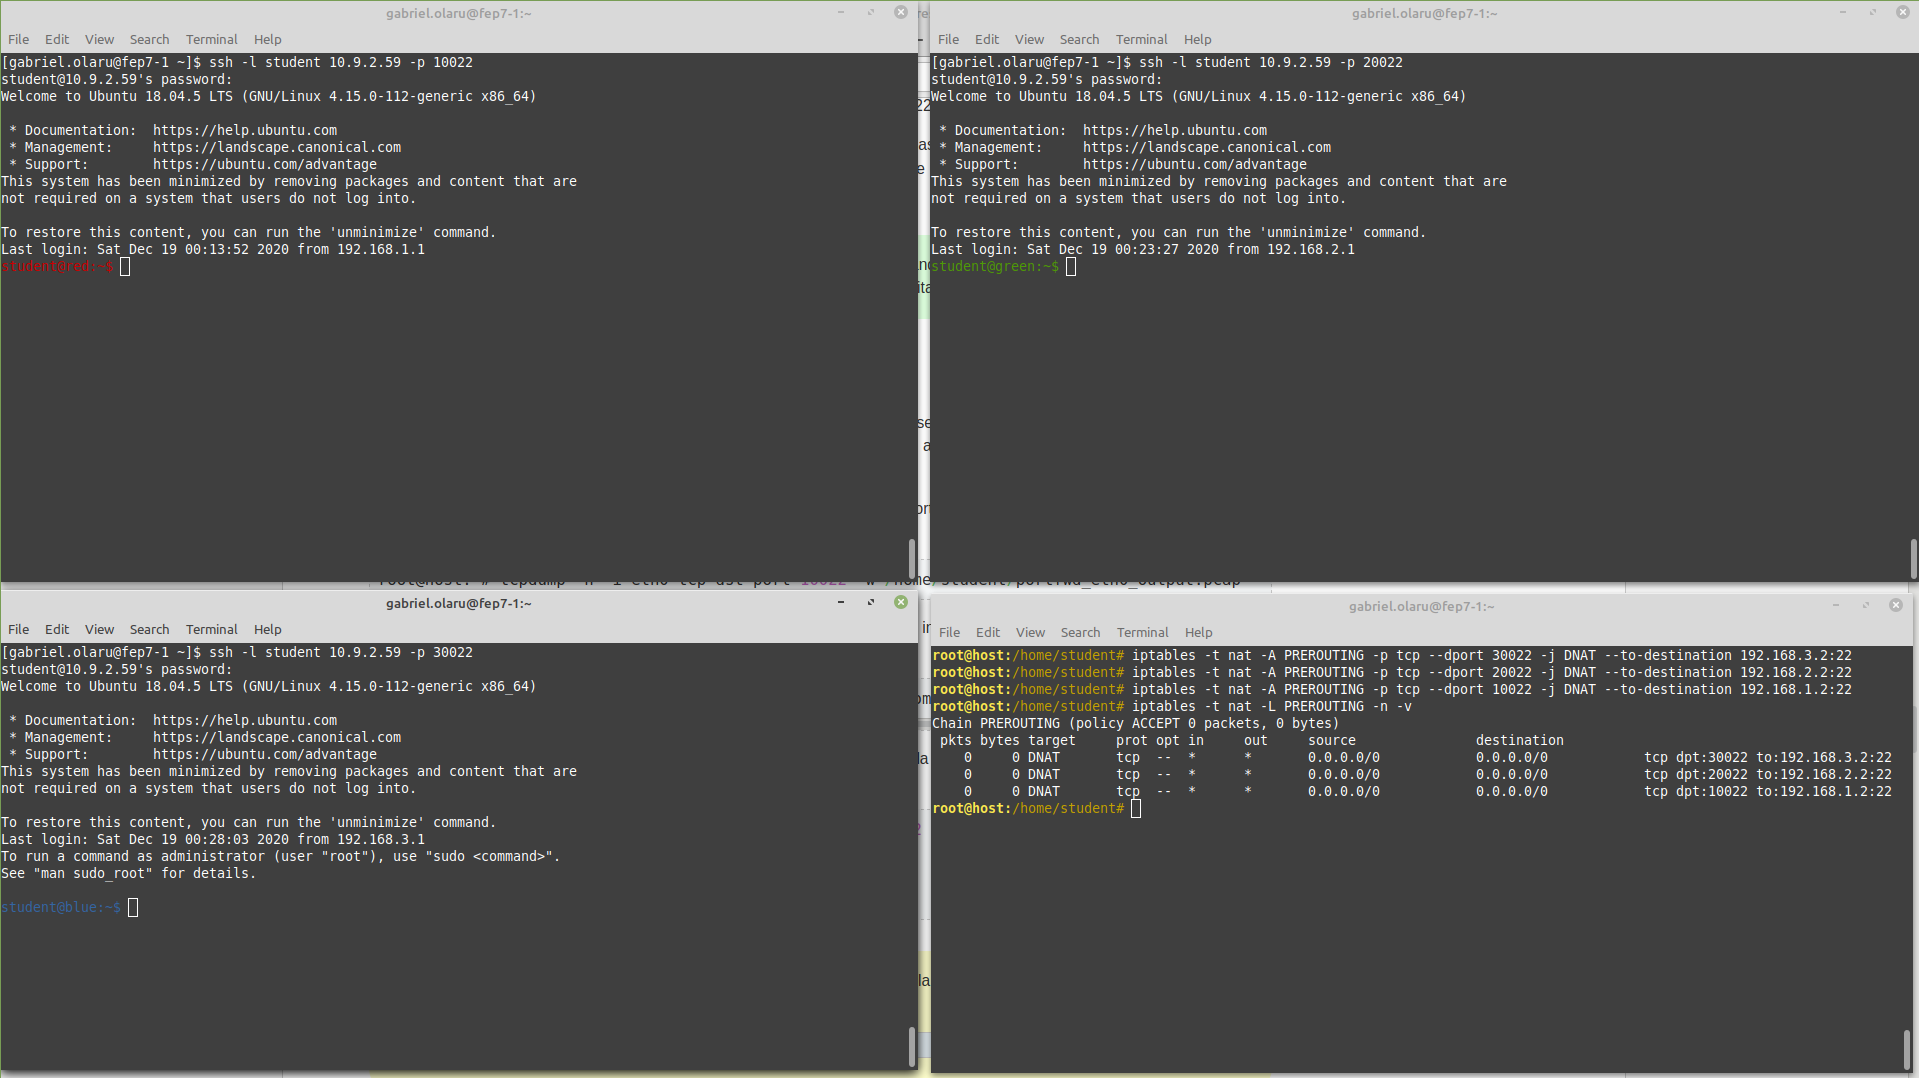 gabriel.olaru@fep7-1:~
File Edit View Search Terminal Help
[gabriel.olaru@fep7-1 ~]$ ssh -l student 10.9.2.59 -p 10022
student@10.9.2.59's password:
Welcome to Ubuntu 18.04.5 LTS (GNU/Linux 4.15.0-112-generic x86_64)
* Documentation:  https://help.ubuntu.com
* Management:     https://landscape.canonical.com
* Support:        https://ubuntu.com/advantage
This system has been minimized by removing packages and content that are
not required on a system that users do not log into.
To restore this content, you can run the 'unminimize' command.
Last login: Sat Dec 19 00:13:52 2020 from 192.168.1.1
student@red:~$
gabriel.olaru@fep7-1:~
File Edit View Search Terminal Help
[gabriel.olaru@fep7-1 ~]$ ssh -l student 10.9.2.59 -p 20022
student@10.9.2.59's password:
Welcome to Ubuntu 18.04.5 LTS (GNU/Linux 4.15.0-112-generic x86_64)
* Documentation:  https://help.ubuntu.com
* Management:     https://landscape.canonical.com
* Support:        https://ubuntu.com/advantage
This system has been minimized by removing packages and content that are
not required on a system that users do not log into.
To restore this content, you can run the 'unminimize' command.
Last login: Sat Dec 19 00:23:27 2020 from 192.168.2.1
student@green:~$
gabriel.olaru@fep7-1:~
File Edit View Search Terminal Help
[gabriel.olaru@fep7-1 ~]$ ssh -l student 10.9.2.59 -p 30022
student@10.9.2.59's password:
Welcome to Ubuntu 18.04.5 LTS (GNU/Linux 4.15.0-112-generic x86_64)
* Documentation:  https://help.ubuntu.com
* Management:     https://landscape.canonical.com
* Support:        https://ubuntu.com/advantage
This system has been minimized by removing packages and content that are
not required on a system that users do not log into.
To restore this content, you can run the 'unminimize' command.
Last login: Sat Dec 19 00:28:03 2020 from 192.168.3.1
To run a command as administrator (user "root"), use "sudo <command>".
See "man sudo_root" for details.
student@blue:~$
gabriel.olaru@fep7-1:~
File Edit View Search Terminal Help
root@host:/home/student# iptables -t nat -A PREROUTING -p tcp --dport 30022 -j DNAT --to-destination 192.168.3.2:22
root@host:/home/student# iptables -t nat -A PREROUTING -p tcp --dport 20022 -j DNAT --to-destination 192.168.2.2:22
root@host:/home/student# iptables -t nat -A PREROUTING -p tcp --dport 10022 -j DNAT --to-destination 192.168.1.2:22
root@host:/home/student# iptables -t nat -L PREROUTING -n -v
Chain PREROUTING (policy ACCEPT 0 packets, 0 bytes)
pkts bytes target     prot opt in     out     source               destination
0     0 DNAT       tcp  --  *      *       0.0.0.0/0            0.0.0.0/0            tcp dpt:30022 to:192.168.3.2:22
0     0 DNAT       tcp  --  *      *       0.0.0.0/0            0.0.0.0/0            tcp dpt:20022 to:192.168.2.2:22
0     0 DNAT       tcp  --  *      *       0.0.0.0/0            0.0.0.0/0            tcp dpt:10022 to:192.168.1.2:22
root@host:/home/student#